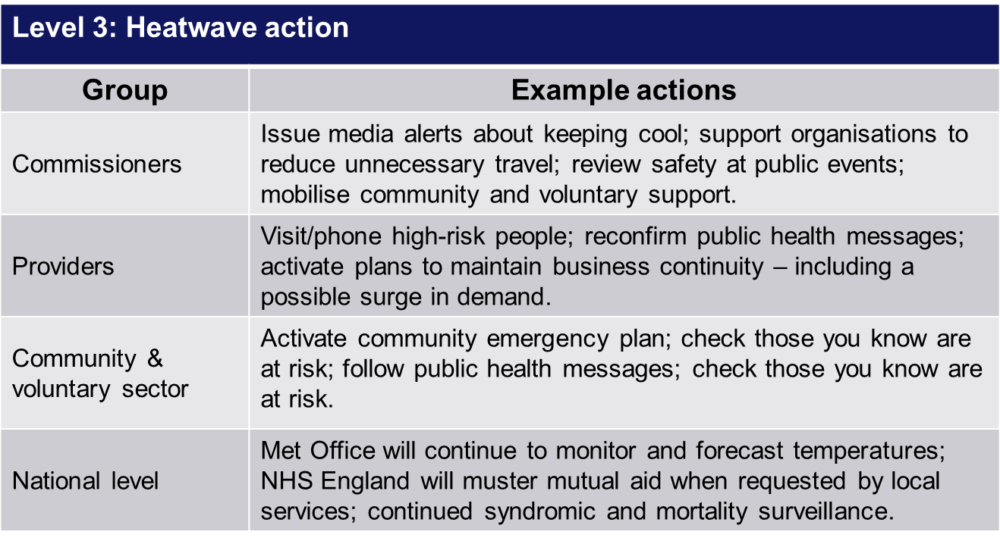 Level 3: Heatwave action
Group
Example actions
Commissioners
Issue media alerts about keeping cool; support organisations to
reduce unnecessary travel; review safety at public events;
mobilise community and voluntary support.
Providers
Visit/phone high-risk people; reconfirm public health messages;
activate plans to maintain business continuity – including a
possible surge in demand.
Community &
voluntary sector
Activate community emergency plan; check those you know are
at risk; follow public health messages; check those you know are
at risk.
National level
Met Office will continue to monitor and forecast temperatures;
NHS England will muster mutual aid when requested by local
services; continued syndromic and mortality surveillance.